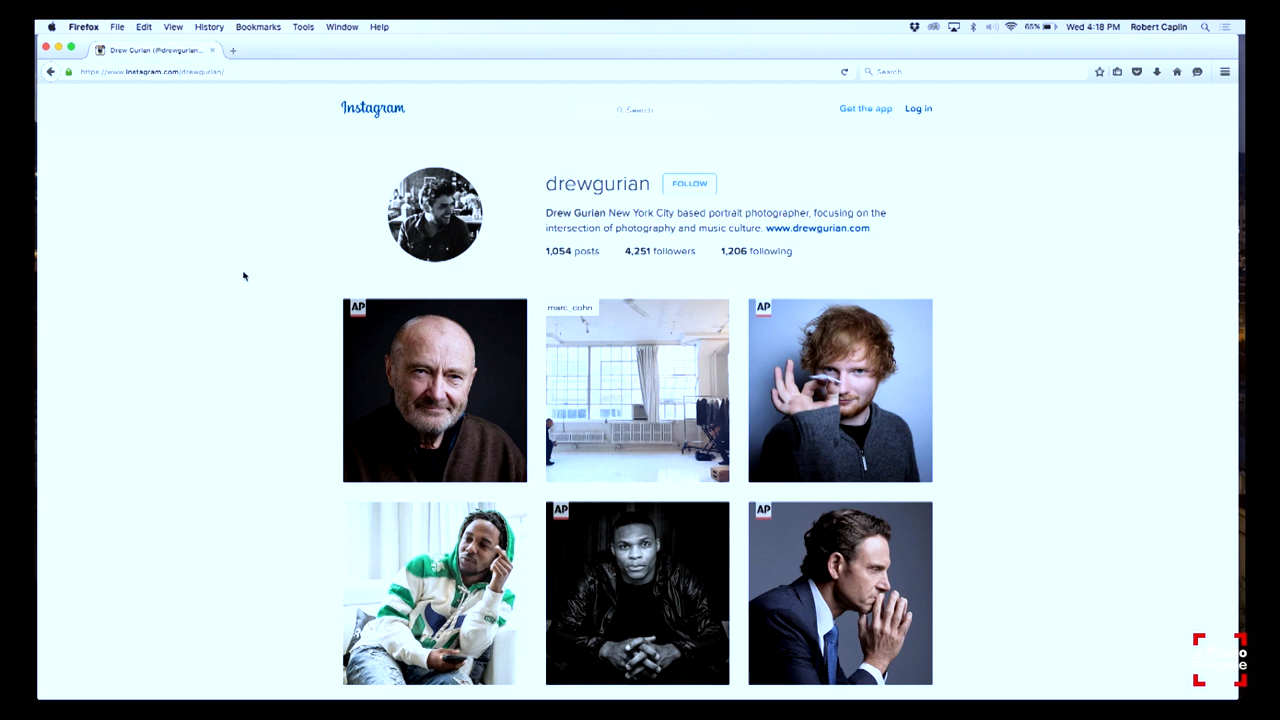 Firefox File Edit View History Bookmarks Tools Window Help 65% Wed 4:18 PM Robert Caplin
Drew Gurian (@drewgurian...
https://www.instagram.com/drewgurian/ Search
Instagram Search Get the app Log in
drewgurian FOLLOW
Drew Gurian New York City based portrait photographer, focusing on the
intersection of photography and music culture. www.drewgurian.com
1,054 posts 4,251 followers 1,206 following
AP marc_cohn AP
AP AP